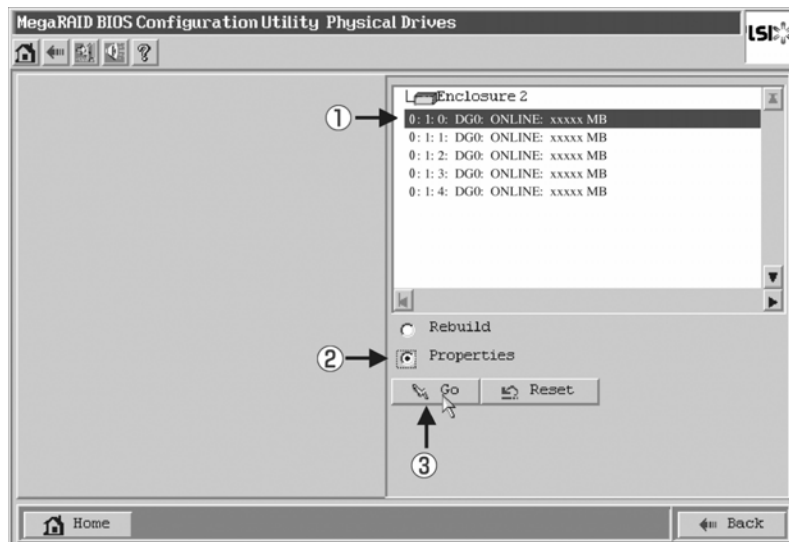 MegaRAID BIOS Configuration Utility Physical Drives
LSI
?
Enclosure 2
① 0: 1: 0: DG0: ONLINE: xxxxx MB
0: 1: 1: DG0: ONLINE: xxxxx MB
0: 1: 2: DG0: ONLINE: xxxxx MB
0: 1: 3: DG0: ONLINE: xxxxx MB
0: 1: 4: DG0: ONLINE: xxxxx MB
Rebuild
② Properties
Go Reset
③
Home Back